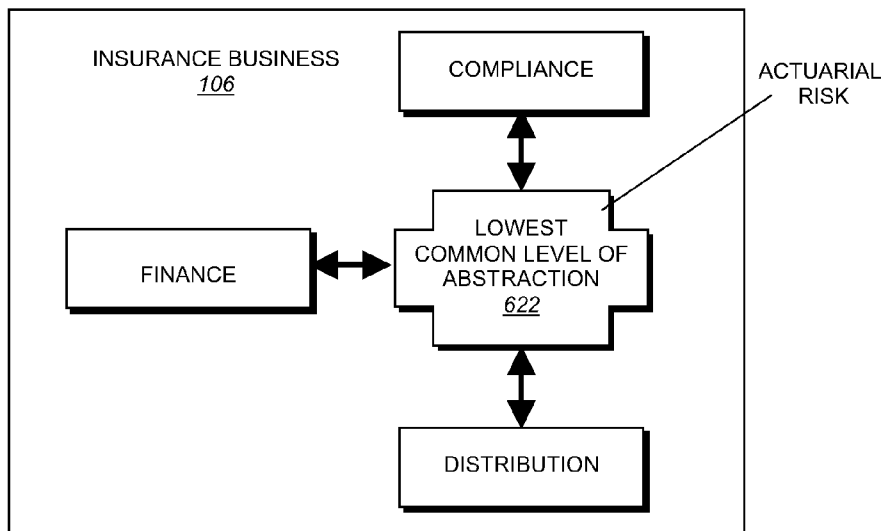 INSURANCE BUSINESS
106
COMPLIANCE
ACTUARIAL
RISK
LOWEST
COMMON LEVEL OF
ABSTRACTION
622
FINANCE
DISTRIBUTION